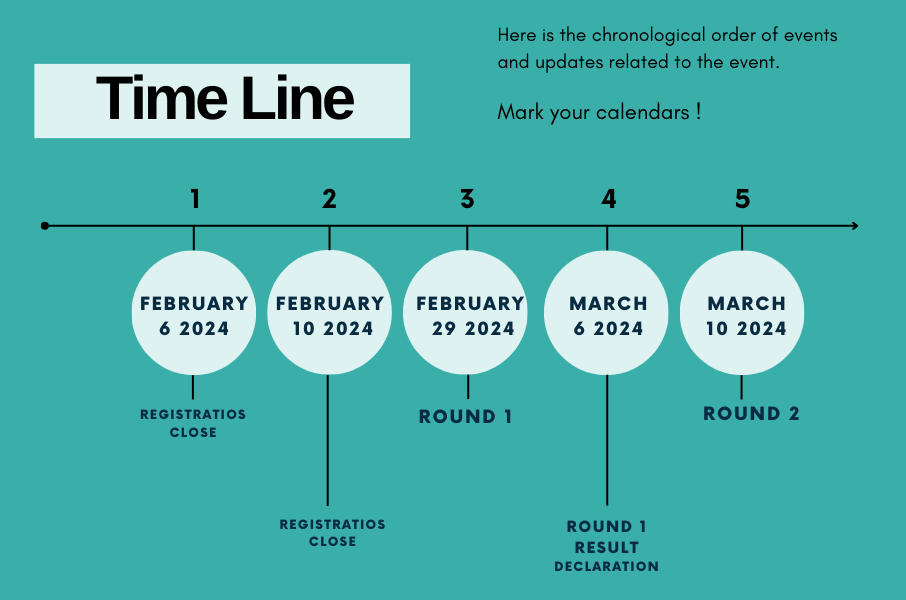 Here is the chronological order of events
and updates related to the event.
Time Line
Mark your calendars !
1
2
3
4
5
FEBRUARY
6 2024
FEBRUARY
10 2024
FEBRUARY
29 2024
MARCH
6 2024
MARCH
10 2024
REGISTRATIOS
CLOSE
REGISTRATIOS
CLOSE
ROUND 1
ROUND 1
RESULT
DECLARATION
ROUND 2